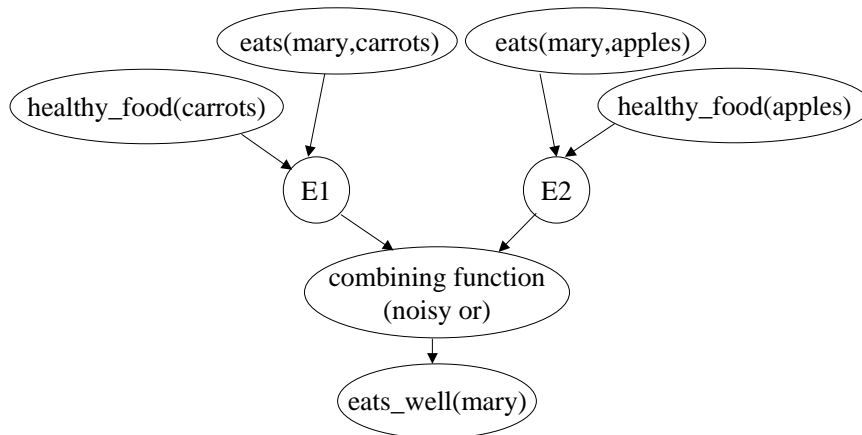 eats(mary,carrots)
eats(mary,apples)
healthy_food(carrots)
healthy_food(apples)
E1
E2
combining function
(noisy or)
eats_well(mary)